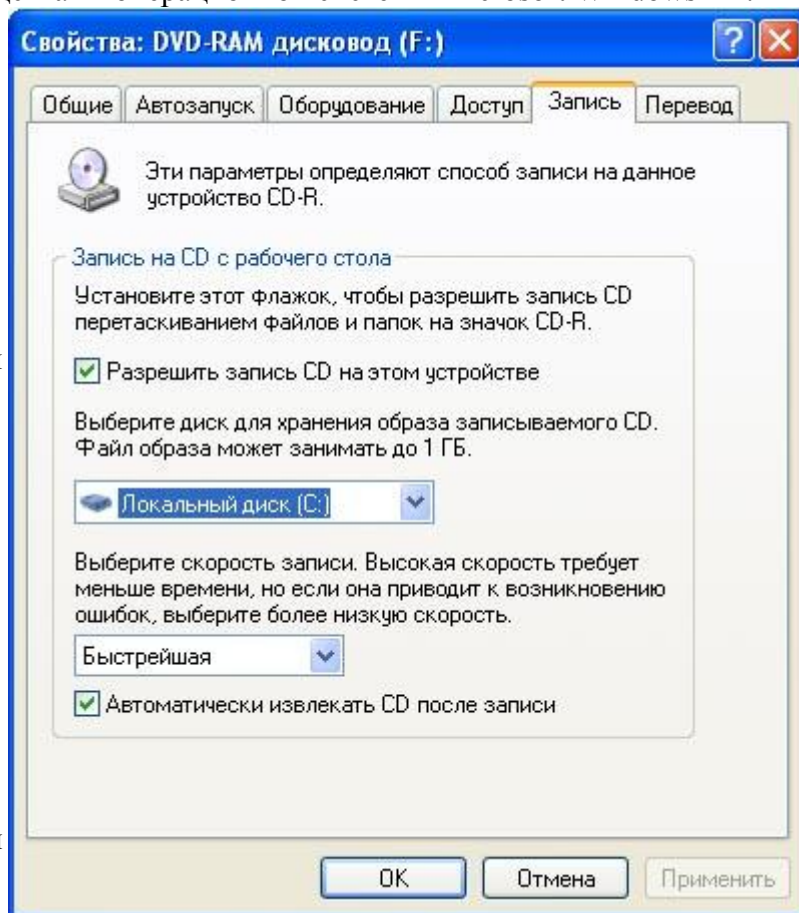 Свойства: DVD-RAM дисковод (F:)
Общие Автозапуск Оборудование Доступ Запись Перевод
Эти параметры определяют способ записи на данное
устройство CD-R.
Запись на CD с рабочего стола
Установите этот флажок, чтобы разрешить запись CD
перетаскиванием файлов и папок на значок CD-R.
Разрешить запись CD на этом устройстве
Выберите диск для хранения образа записываемого CD.
Файл образа может занимать до 1 ГБ.
Локальный диск (C:)
Выберите скорость записи. Высокая скорость требует
меньше времени, но если она приводит к возникновению
ошибок, выберите более низкую скорость.
Быстрейшая
Автоматически извлекать CD после записи
OK Отмена Применить